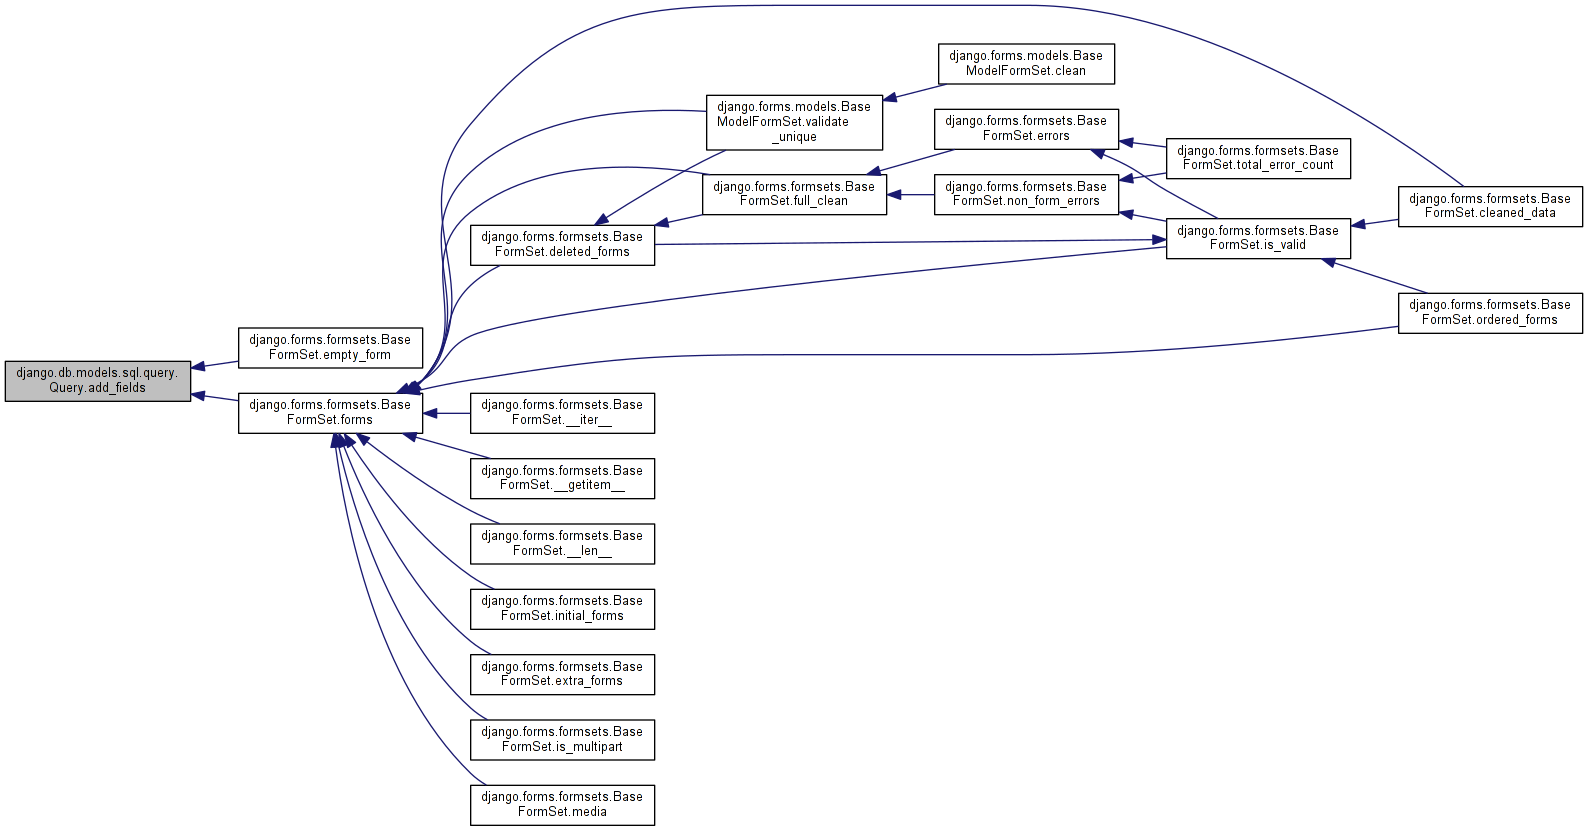 django.forms.models.Base
ModelFormSet.clean
django.forms.models.Base
ModelFormSet.validate
_unique
django.forms.formsets.Base
FormSet.errors
django.forms.formsets.Base
FormSet.total_error_count
django.forms.formsets.Base
FormSet.full_clean
django.forms.formsets.Base
FormSet.non_form_errors
django.forms.formsets.Base
FormSet.cleaned_data
django.forms.formsets.Base
FormSet.deleted_forms
django.forms.formsets.Base
FormSet.is_valid
django.forms.formsets.Base
FormSet.ordered_forms
django.forms.formsets.Base
FormSet.empty_form
django.db.models.sql.query.
Query.add_fields
django.forms.formsets.Base
FormSet.forms
django.forms.formsets.Base
FormSet.__iter__
django.forms.formsets.Base
FormSet.__getitem__
django.forms.formsets.Base
FormSet.__len__
django.forms.formsets.Base
FormSet.initial_forms
django.forms.formsets.Base
FormSet.extra_forms
django.forms.formsets.Base
FormSet.is_multipart
django.forms.formsets.Base
FormSet.media